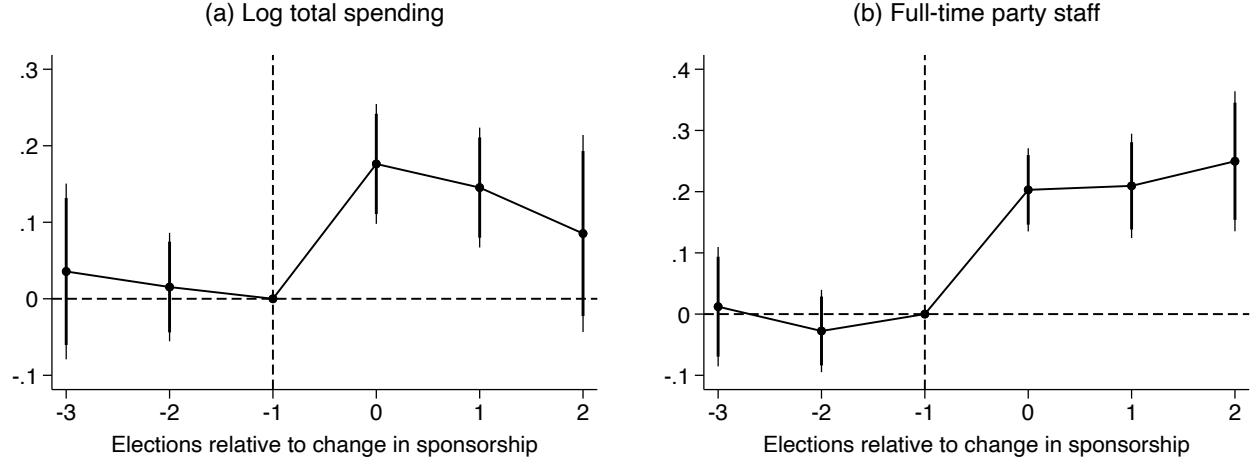 (a) Log total spending
.3
.2
.1
0
-.1
-3 -2 -1 0 1 2
Elections relative to change in sponsorship
(b) Full-time party staff
.4
.3
.2
.1
0
-.1
-3 -2 -1 0 1 2
Elections relative to change in sponsorship